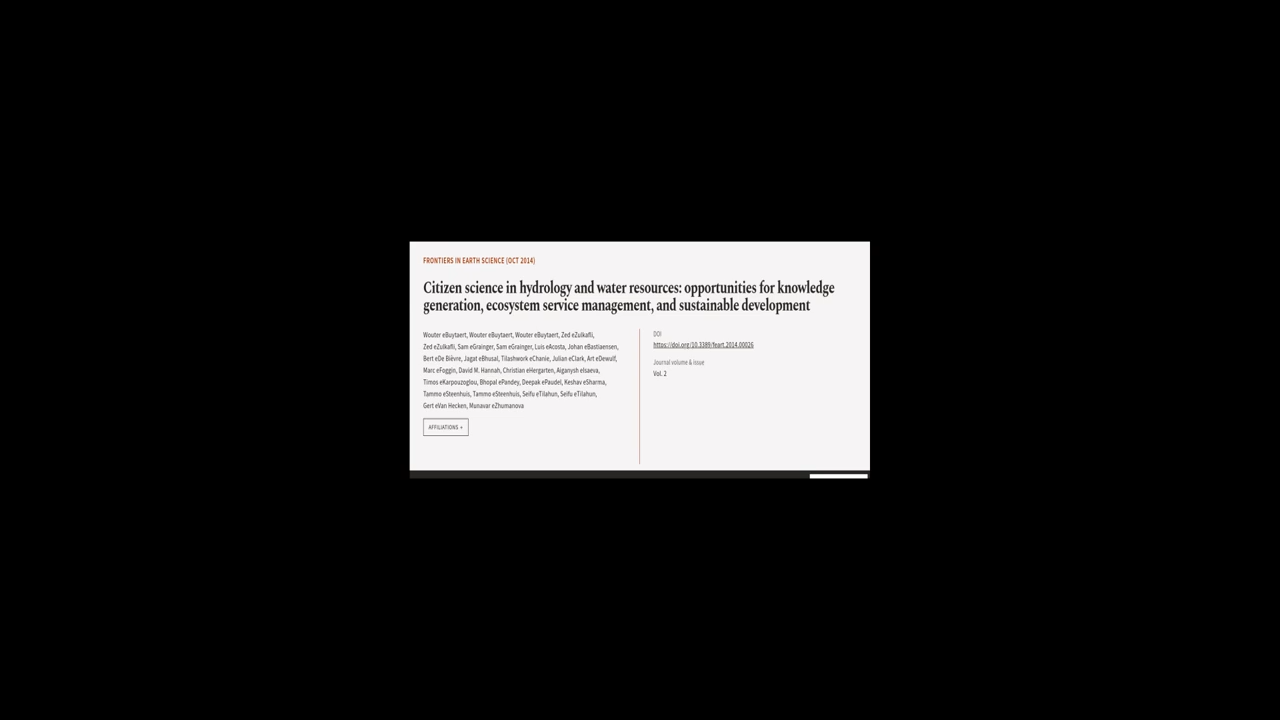 FRONTIERS IN EARTH SCIENCE (OCT 2014)
Citizen science in hydrology and water resources: opportunities for knowledge
generation, ecosystem service management, and sustainable development
Wouter eBuytaert, Wouter eBuytaert, Wouter eBuytaert, Zed eZulkafli,
Zed eZulkafli, Sam eGrainger, Sam eGrainger, Luis eAcosta, Johan eBastiaensen,
Bert eDe Bièvre, Jagat eBhusal, Tilashwork eChanie, Julian eClark, Art eDewulf,
Marc eFoggin, David M. Hannah, Christian eHergarten, Aiganysh eIsaeva,
Timos eKarpouzoglou, Bhopal ePandey, Deepak ePaudel, Keshav eSharma,
Tammo eSteenhuis, Tammo eSteenhuis, Seifu eTilahun, Seifu eTilahun,
Gert eVan Hecken, Munavar eZhumanova
AFFILIATIONS +
DOI
https://doi.org/10.3389/feart.2014.00026
Journal volume & issue
Vol. 2